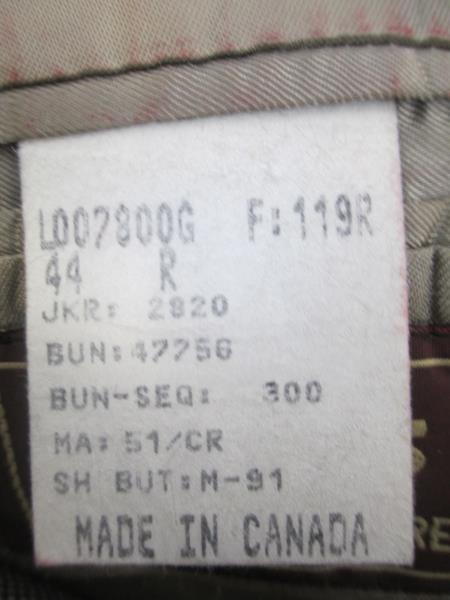 L007800G F:119R
44 R
JKR: 2820
BUN:47756
BUN-SEQ: 300
MA: 51/CR
SH BUT:M-91
MADE IN CANADA